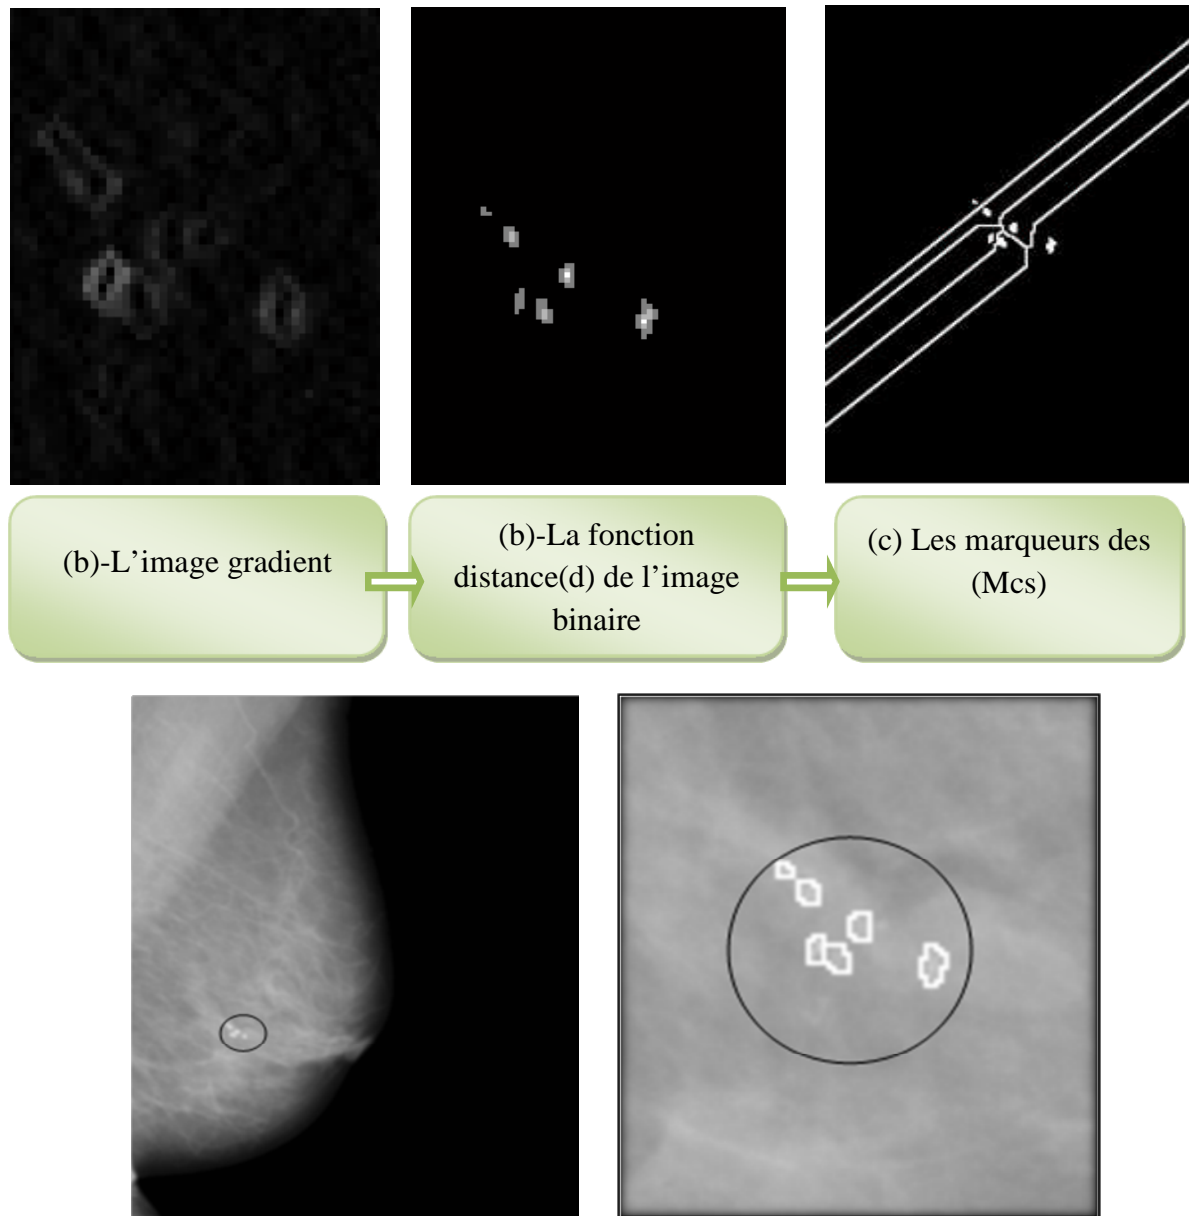 (b)-L’image gradient
(b)-La fonction
distance(d) de l’image
binaire
(c) Les marqueurs des
(Mcs)